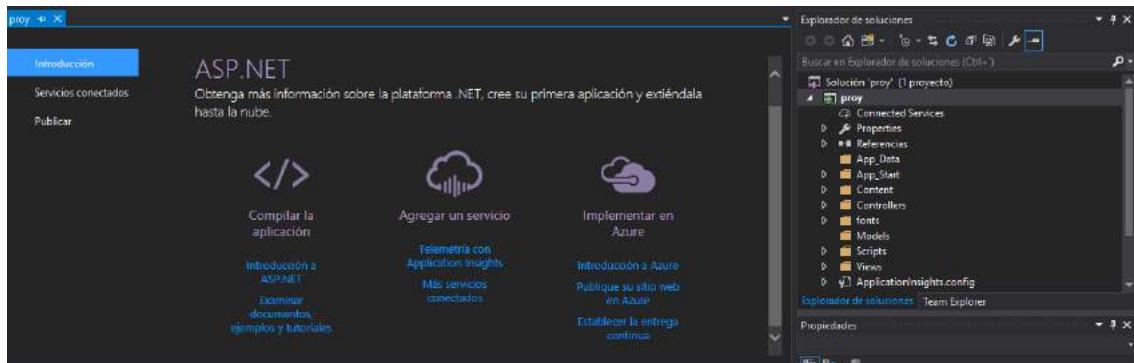 proy
Introducción
Servicios conectados
Publicar
ASP.NET
Obtenga más información sobre la plataforma .NET, cree su primera aplicación y extiéndala
hasta la nube.
Compilar la
aplicación
Introducción a
ASP.NET
Examinar
documentos,
ejemplos y tutoriales
Agregar un servicio
Telemetría con
Application Insights
Más servicios
conectados
Implementar en
Azure
Introducción a Azure
Publique su sitio web
en Azure
Establecer la entrega
continua
Explorador de soluciones
Buscar en Explorador de soluciones (Ctrl+')
Solución 'proy' (1 proyecto)
proy
Connected Services
Properties
Referencias
App_Data
App_Start
Content
Controllers
fonts
Models
Scripts
Views
ApplicationInsights.config
Explorador de soluciones Team Explorer
Propiedades